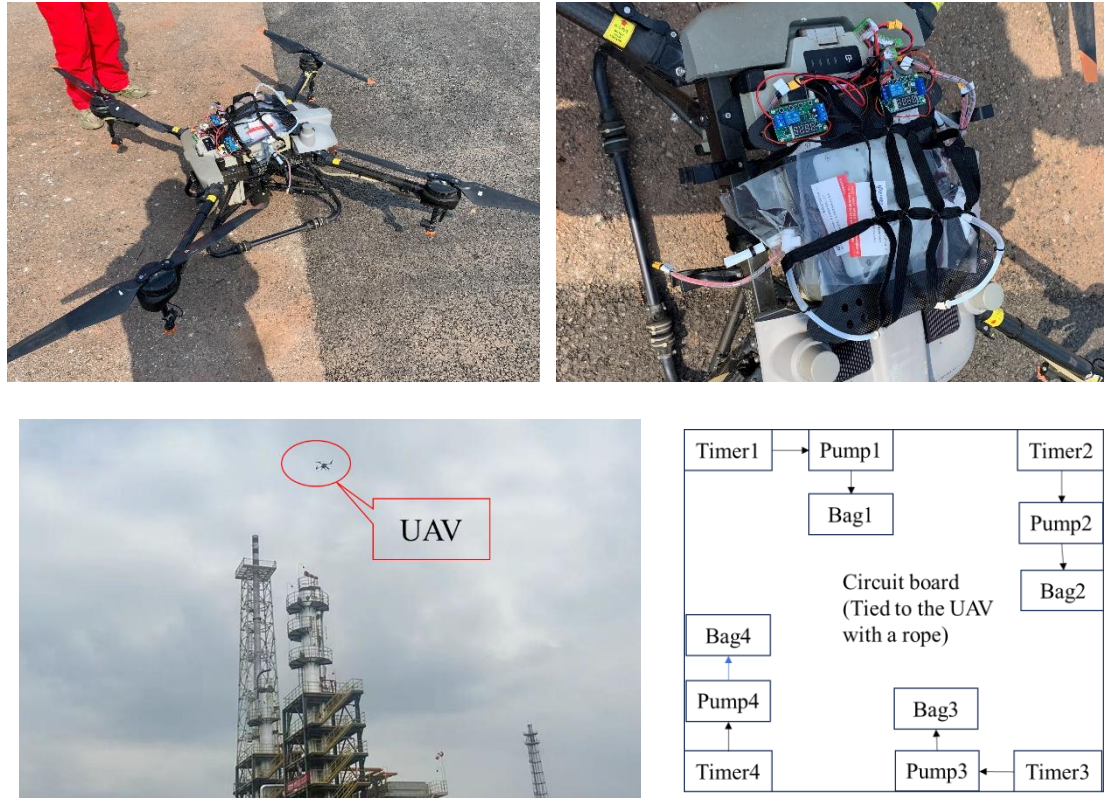 UAV
Timer1
Pump1
Timer2
Bag1
Pump2
Circuit board
(Tied to the UAV
with a rope)
Bag2
Bag4
Pump4
Bag3
Timer4
Pump3
Timer3